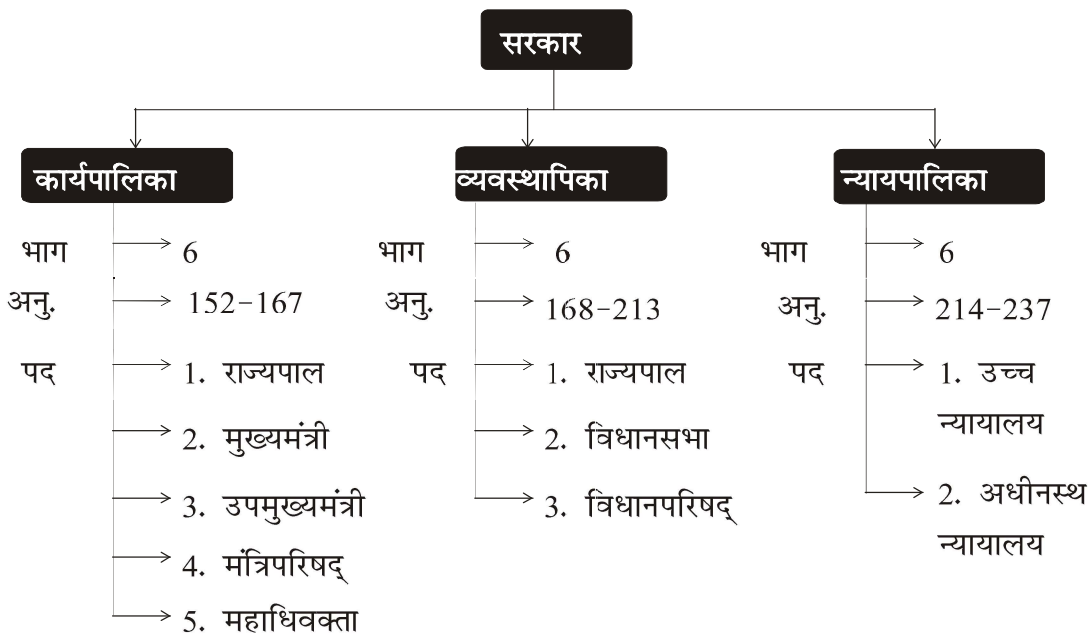 सरकार
कार्यपालिका
भाग 6
अनु. 152-167
पद 1. राज्यपाल
2. मुख्यमंत्री
3. उपमुख्यमंत्री
4. मंत्रिपरिषद्
5. महाधिवक्ता
व्यवस्थापिका
भाग 6
अनु. 168-213
पद 1. राज्यपाल
2. विधानसभा
3. विधानपरिषद्
न्यायपालिका
भाग 6
अनु. 214-237
पद 1. उच्च
न्यायालय
2. अधीनस्थ
न्यायालय